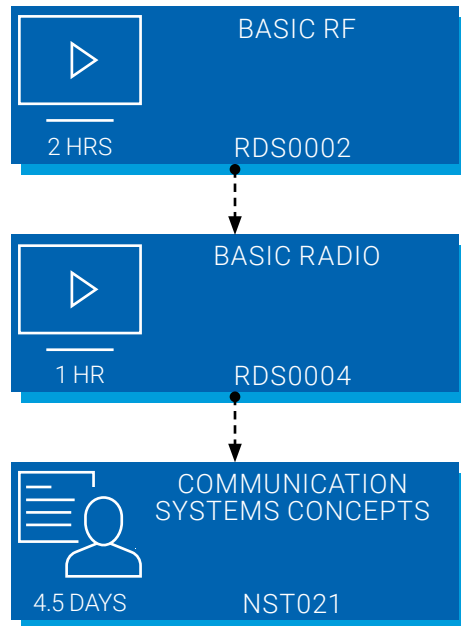 BASIC RF
2 HRS
RDS0002
BASIC RADIO
1 HR
RDS0004
COMMUNICATION
SYSTEMS CONCEPTS
4.5 DAYS
NST021